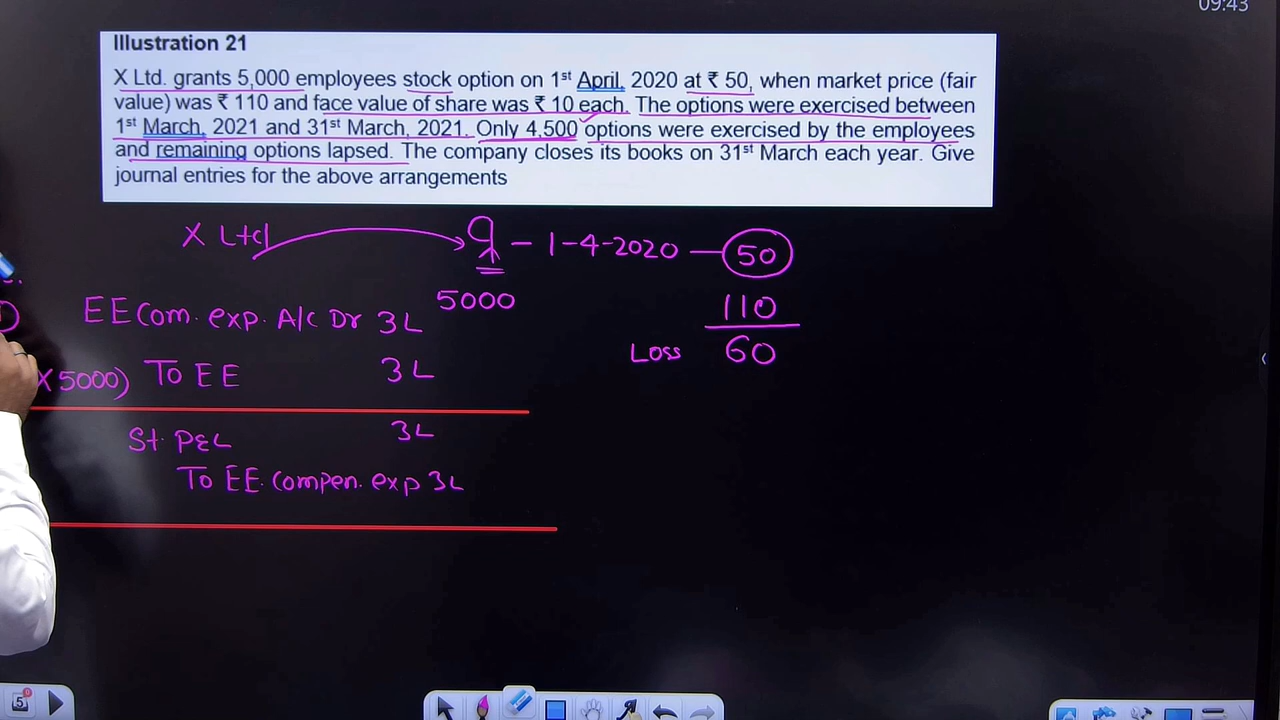 09:43
Illustration 21
X Ltd. grants 5,000 employees stock option on 1st April, 2020 at ₹ 50, when market price (fair
value) was ₹ 110 and face value of share was ₹ 10 each. The options were exercised between
1st March, 2021 and 31st March, 2021. Only 4,500 options were exercised by the employees
and remaining options lapsed. The company closes its books on 31st March each year. Give
journal entries for the above arrangements
X Ltd — 1-4-2020 — 50
5000
110
EE Com. exp. A/c Dr 3L
Loss 60
X 5000) To EE 3L
St. P&L 3L
To EE. Compen. exp 3L
5